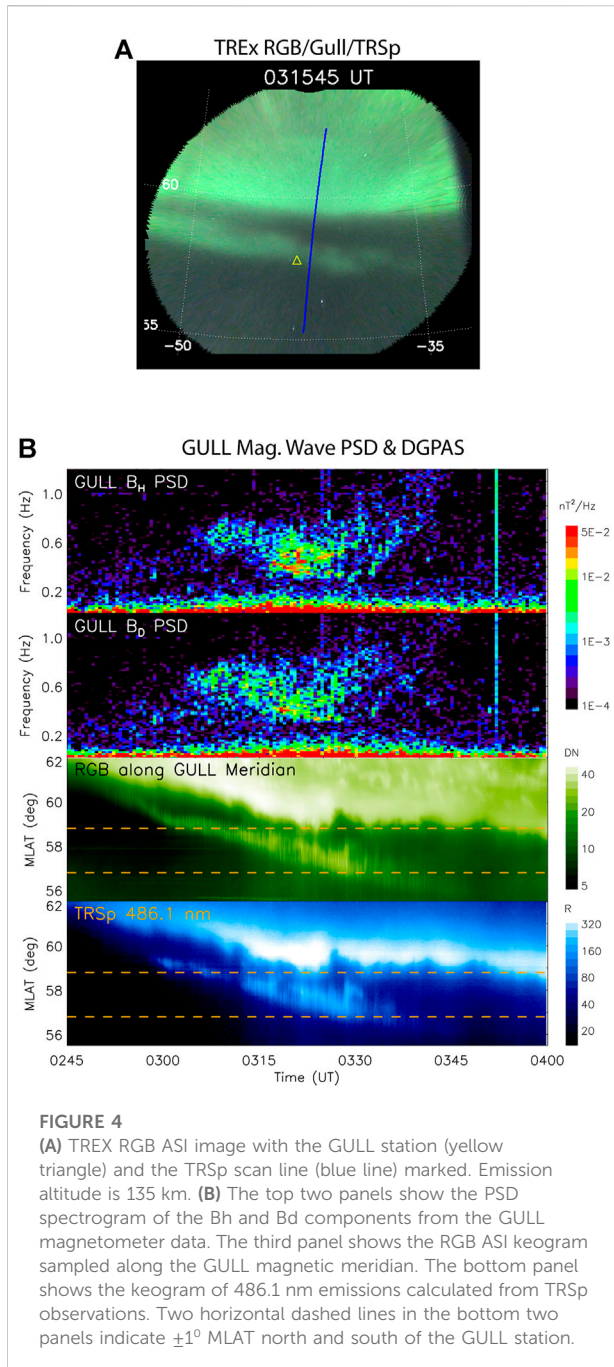 A
TREx RGB/Gull/TRSp
031545 UT
60
55
−50
−35
B
GULL Mag. Wave PSD & DGPAS
GULL BH PSD
Frequency (Hz)
1.0
0.6
0.2
GULL BD PSD
Frequency (Hz)
1.0
0.6
0.2
nT²/Hz
5E-2
1E-2
1E-3
1E-4
RGB along GULL Meridian
MLAT (deg)
62
60
58
56
DN
40
20
10
5
TRSp 486.1 nm
MLAT (deg)
62
60
58
56
R
320
160
80
40
20
0245
0300
0315
0330
0345
0400
Time (UT)
FIGURE 4
(A) TREX RGB ASI image with the GULL station (yellow
triangle) and the TRSp scan line (blue line) marked. Emission
altitude is 135 km. (B) The top two panels show the PSD
spectrogram of the Bh and Bd components from the GULL
magnetometer data. The third panel shows the RGB ASI keogram
sampled along the GULL magnetic meridian. The bottom panel
shows the keogram of 486.1 nm emissions calculated from TRSp
observations. Two horizontal dashed lines in the bottom two
panels indicate ±1⁰ MLAT north and south of the GULL station.